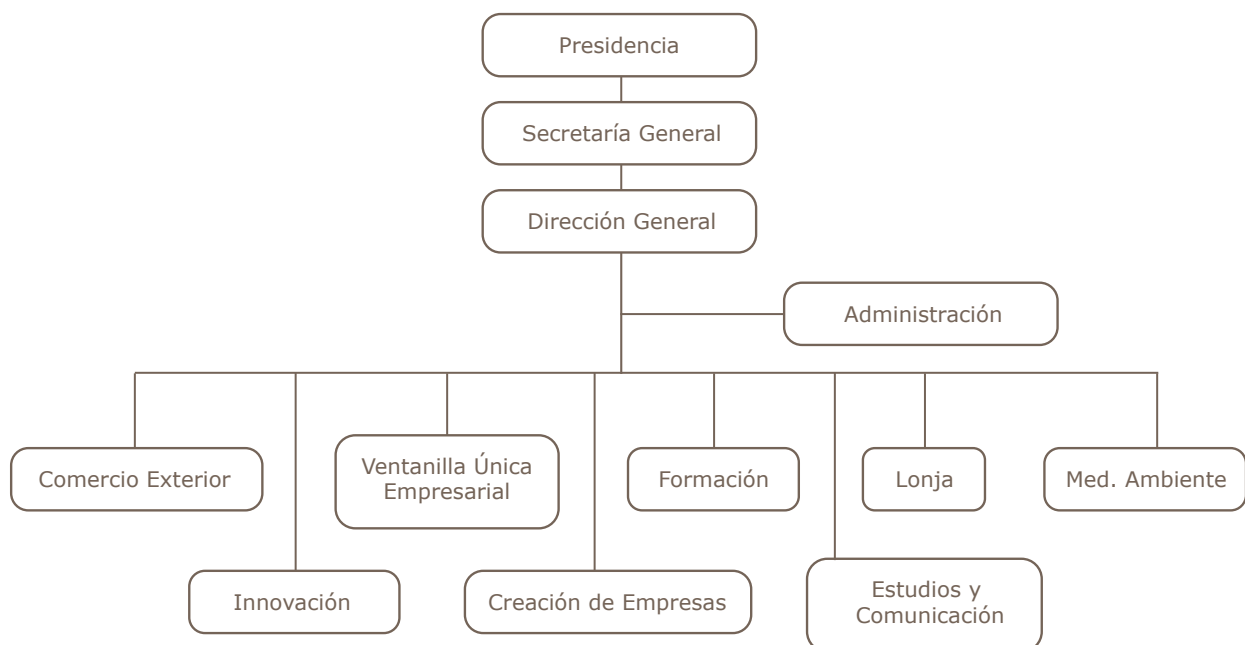 Presidencia
Secretaría General
Dirección General
Administración
Comercio Exterior
Ventanilla Única
Empresarial
Formación
Lonja
Med. Ambiente
Innovación
Creación de Empresas
Estudios y
Comunicación